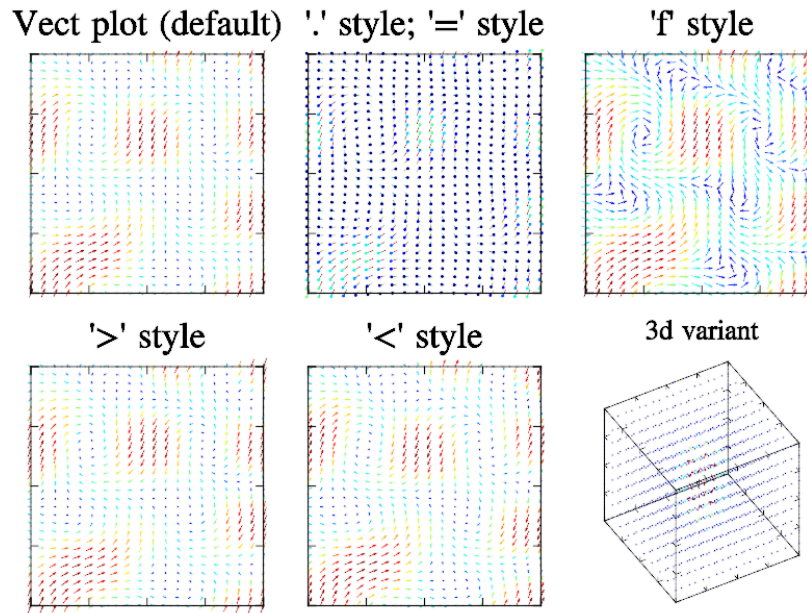 Vect plot (default)
'.' style; '=' style
'f' style
'>' style
'<' style
3d variant